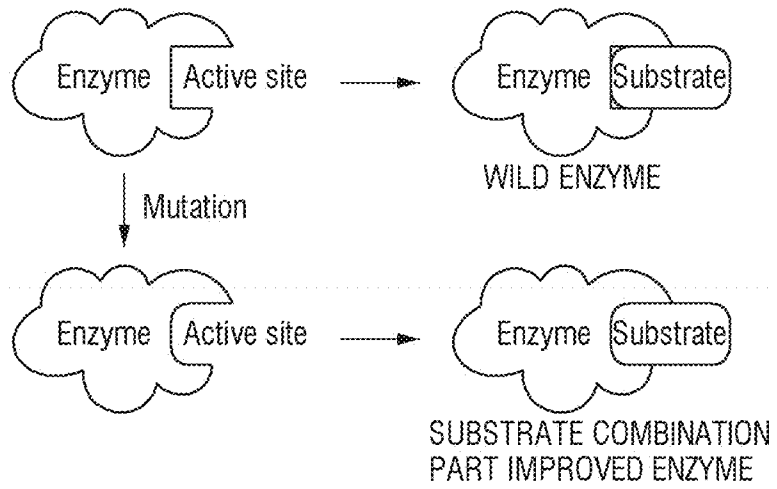 Enzyme Active site
Enzyme Substrate
WILD ENZYME
Mutation
Enzyme Active site
Enzyme Substrate
SUBSTRATE COMBINATION
PART IMPROVED ENZYME